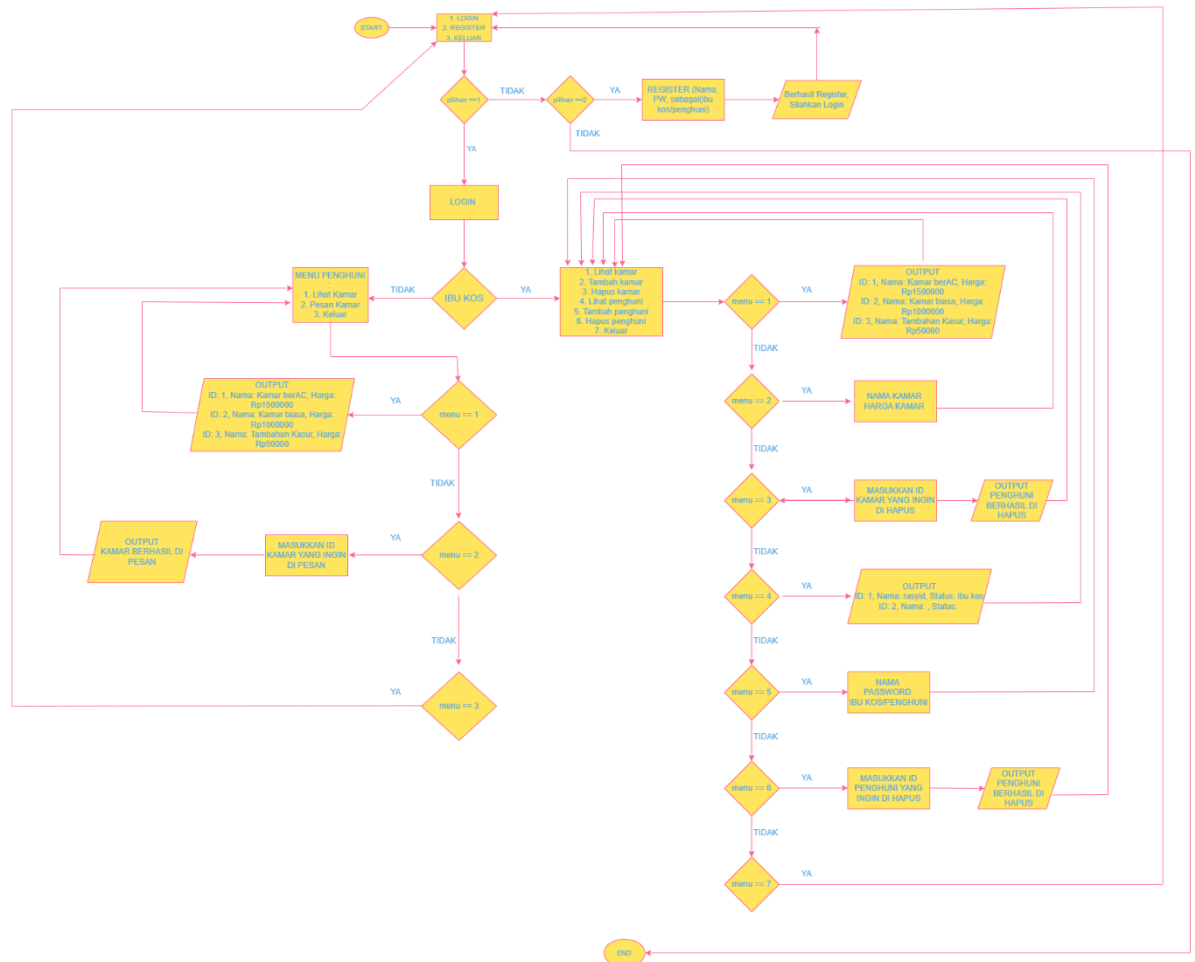 START
1. LOGIN
2. REGISTER
3. KELUAR
pilihan ==1
TIDAK
pilihan ==2
YA
REGISTER (Nama,
PW, sebagai(ibu
kos/penghuni)
Berhasil Register,
Silahkan Login
TIDAK
YA
LOGIN
IBU KOS
TIDAK
YA
MENU PENGHUNI
:
1. Lihat Kamar
2. Pesan Kamar
3. Keluar
menu == 1
YA
OUTPUT
ID: 1, Nama: Kamar berAC, Harga:
Rp1500000
ID: 2, Nama: Kamar biasa, Harga:
Rp1000000
ID: 3, Nama: Tambahan Kasur, Harga:
Rp50000
TIDAK
menu == 2
YA
MASUKKAN ID
KAMAR YANG INGIN
DI PESAN
OUTPUT
KAMAR BERHASIL DI
PESAN
TIDAK
menu == 3
YA
1. Lihat kamar
2. Tambah kamar
3. Hapus kamar
4. Lihat penghuni
5. Tambah penghuni
6. Hapus penghuni
7. Keluar
menu == 1
YA
OUTPUT
ID: 1, Nama: Kamar berAC, Harga:
Rp1500000
ID: 2, Nama: Kamar biasa, Harga:
Rp1000000
ID: 3, Nama: Tambahan Kasur, Harga:
Rp50000
TIDAK
menu == 2
YA
NAMA KAMAR
HARGA KAMAR
TIDAK
menu == 3
YA
MASUKKAN ID
KAMAR YANG INGIN
DI HAPUS
OUTPUT
PENGHUNI
BERHASIL DI
HAPUS
TIDAK
menu == 4
YA
OUTPUT
ID: 1, Nama: rasyid, Status: ibu kos
ID: 2, Nama: , Status:
TIDAK
menu == 5
YA
NAMA
PASSWORD
IBU KOS/PENGHUNI
TIDAK
menu == 6
YA
MASUKKAN ID
PENGHUNI YANG
INGIN DI HAPUS
OUTPUT
PENGHUNI
BERHASIL DI
HAPUS
TIDAK
menu == 7
YA
END